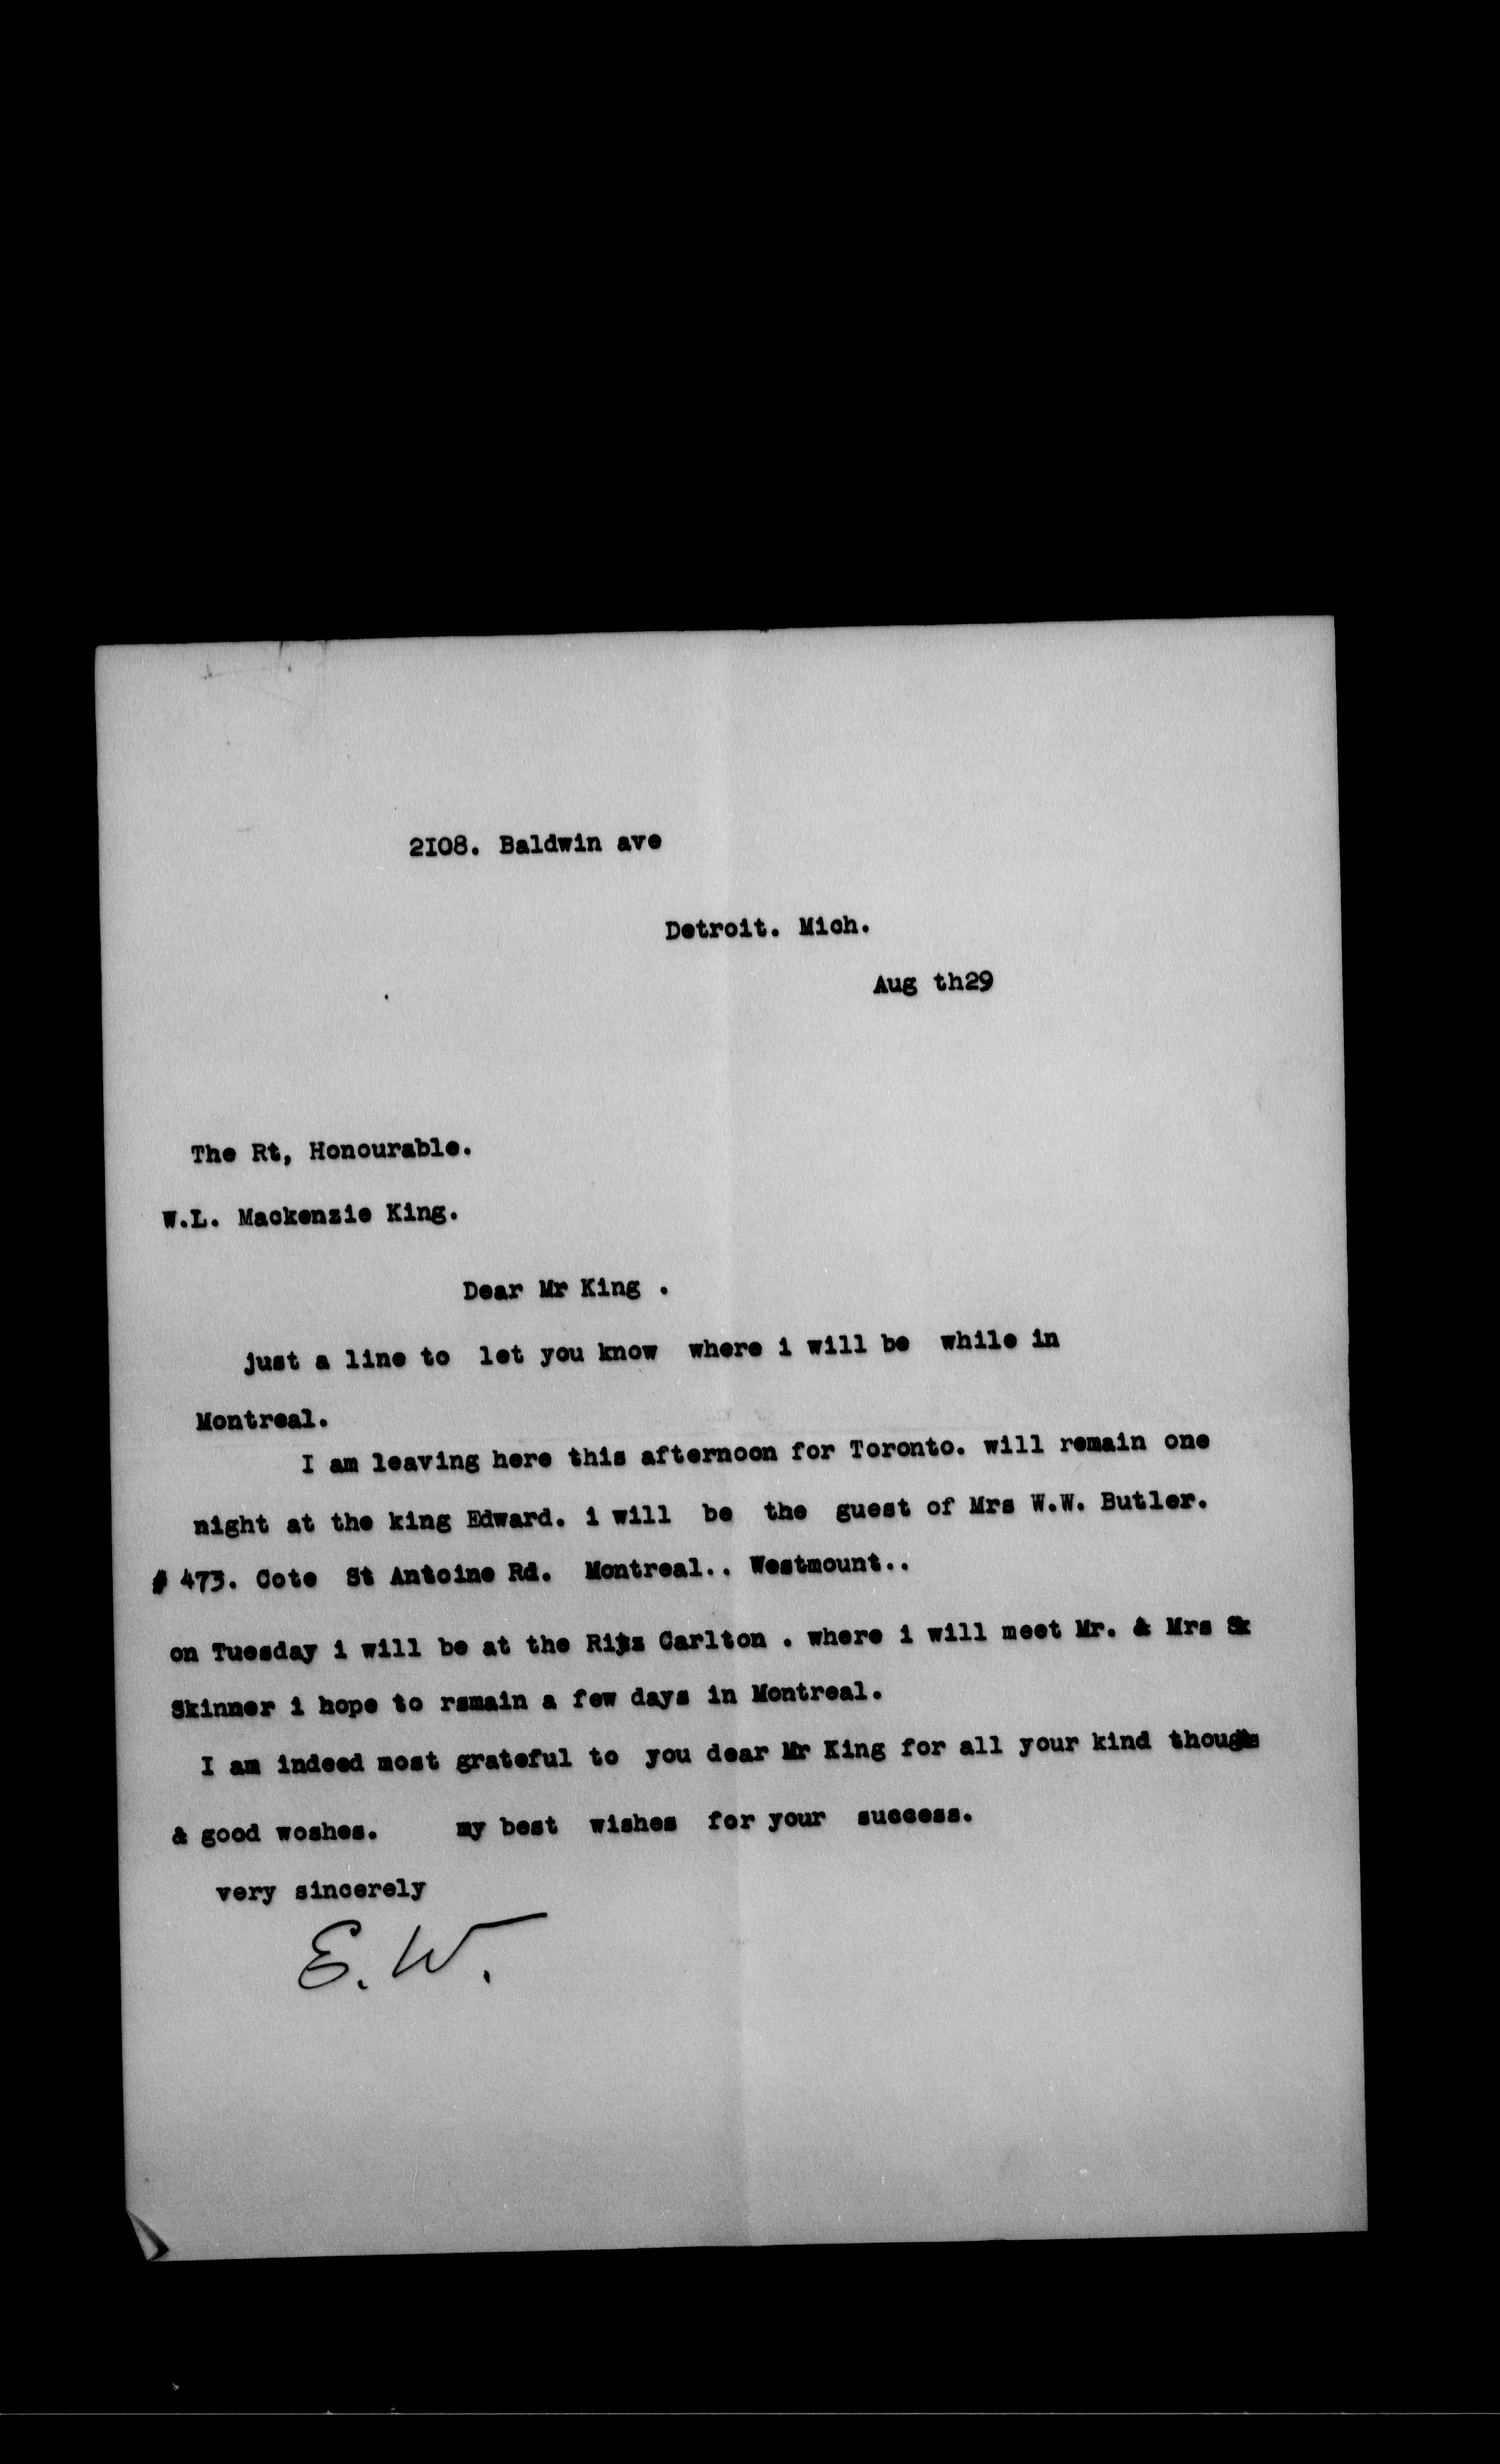 2I08. Baldwin ave
Detroit. Mich.
Aug th29
The Rt, Honourable.
W.L. Mackenzie King.
Dear Mr King .
just a line to let you know where i will be while in
Montreal.
I am leaving here this afternoon for Toronto. will remain one
night at the king Edward. i will be the guest of Mrs W.W. Butler.
# 473. Cote St Antoine Rd. Montreal.. Westmount..
on Tuesday i will be at the Ritz Carlton . where i will meet Mr. & Mrs Sk
Skinner i hope to rsmain a few days in Montreal.
I am indeed most grateful to you dear Mr King for all your kind thougts
& good woshes. my best wishes for your success.
very sincerely
E. W.